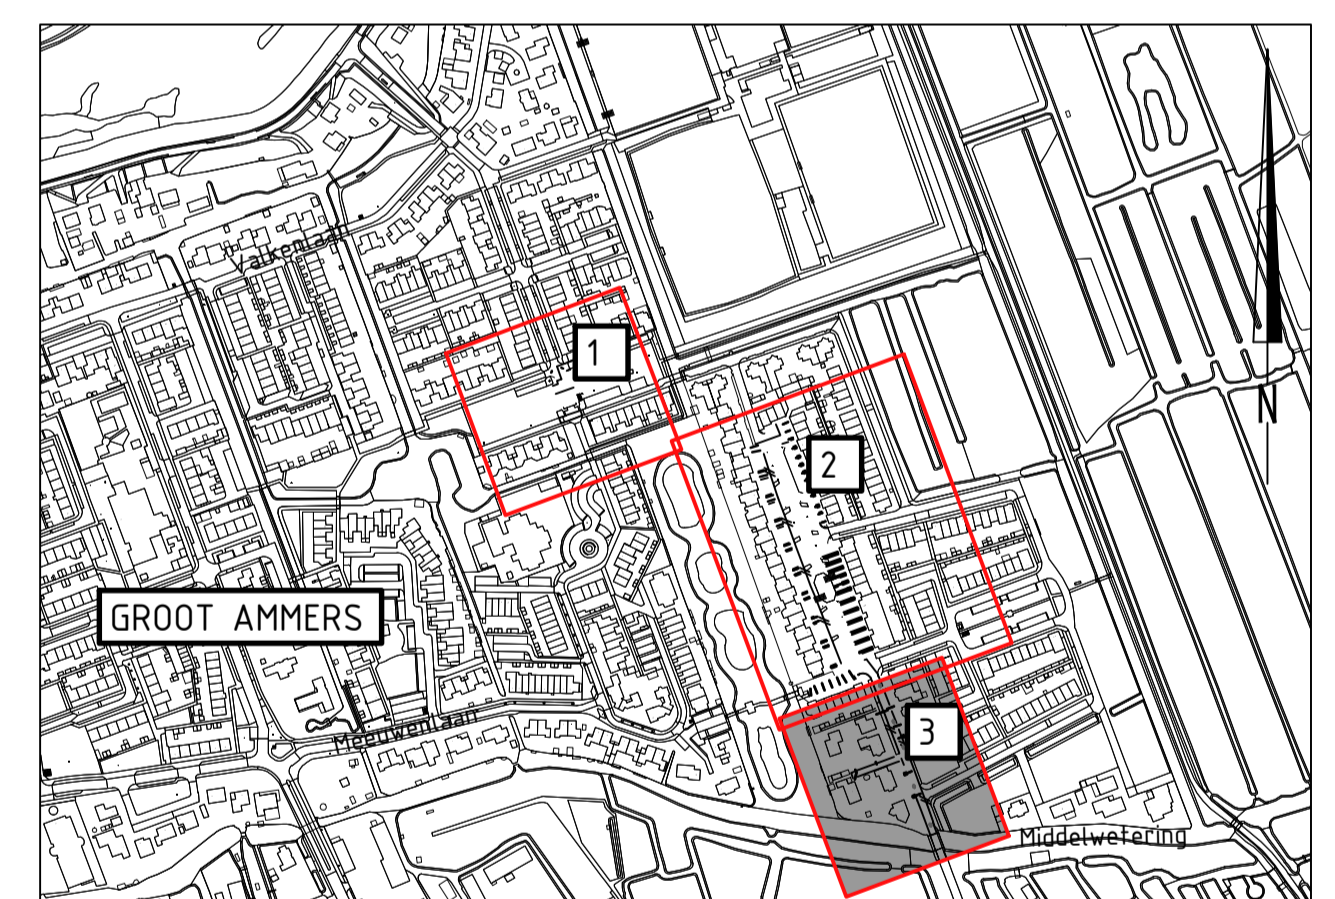 Valkenlaan
1
N
2
GROOT AMMERS
3
Meeuwenlaan
Middelwetering